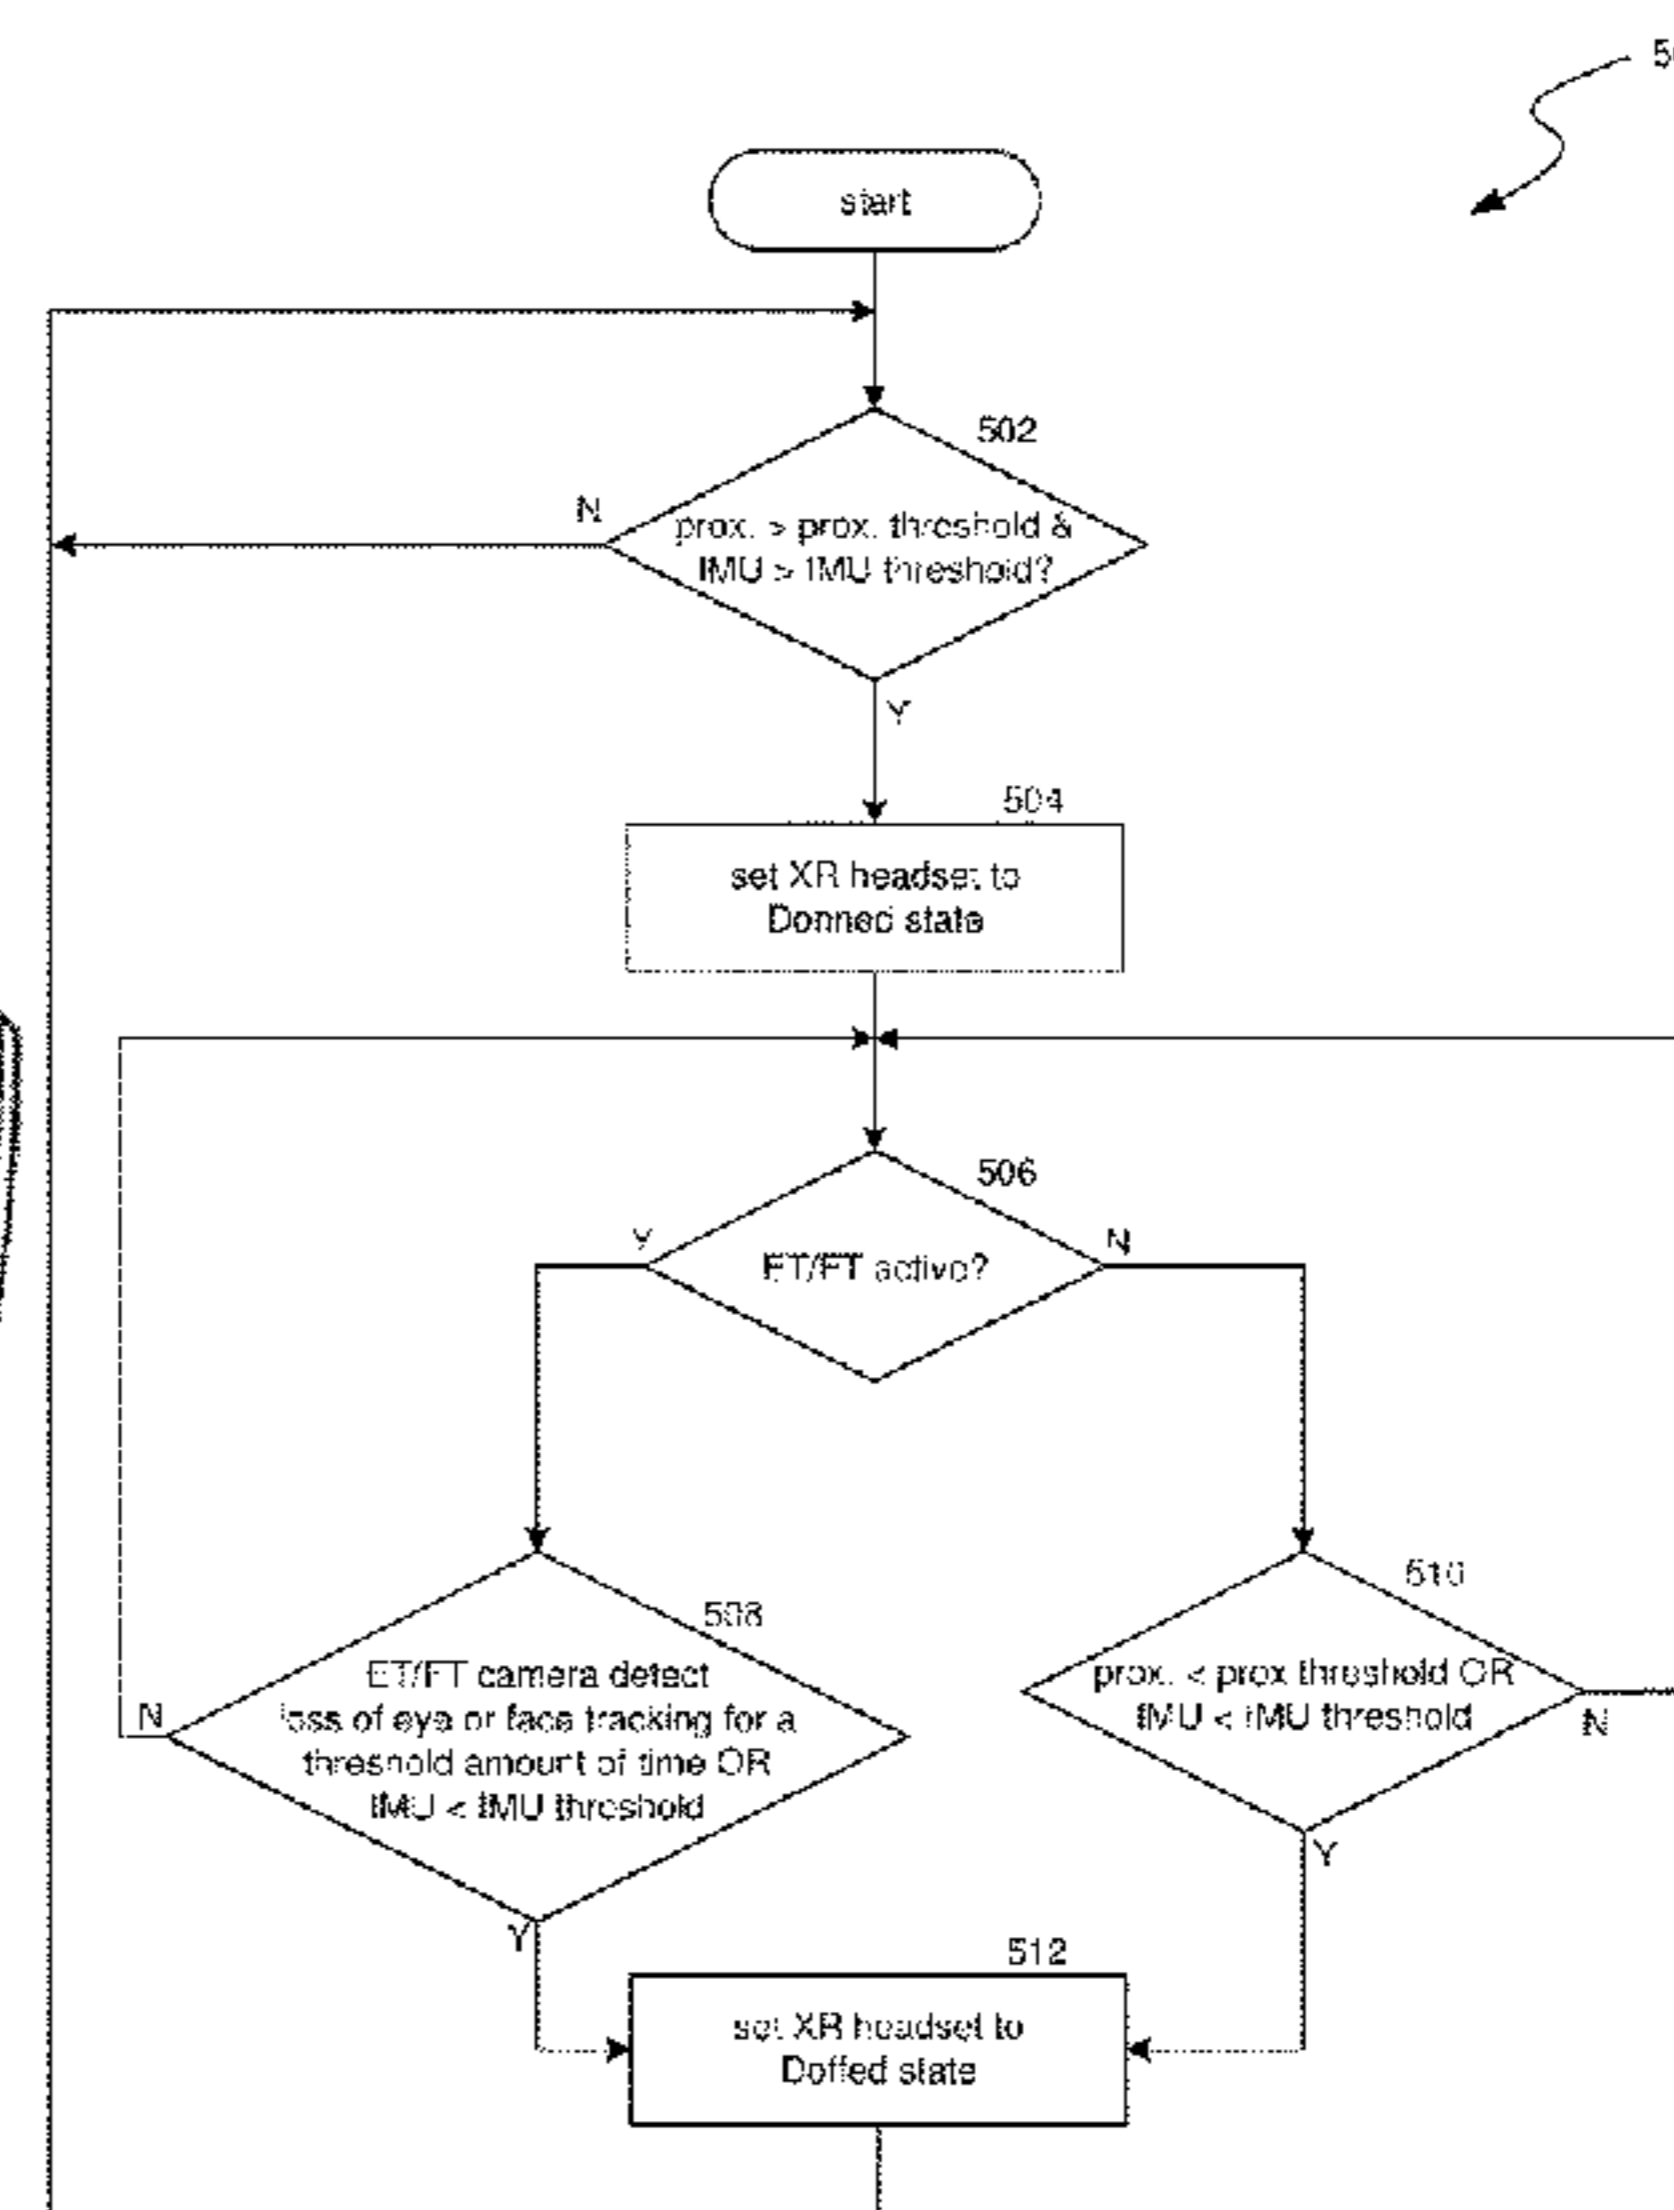 start
502
N
prox. > prox. threshold &
IMU > IMU threshold?
Y
504
set XR headset to
Donned state
506
Y
N
ET/FT active?
510
508
ET/FT camera detect
loss of eye or face tracking for a
threshold amount of time OR
IMU < IMU threshold
N
prox. < prox threshold OR
IMU < IMU threshold
N
Y
Y
512
set XR headset to
Doffed state